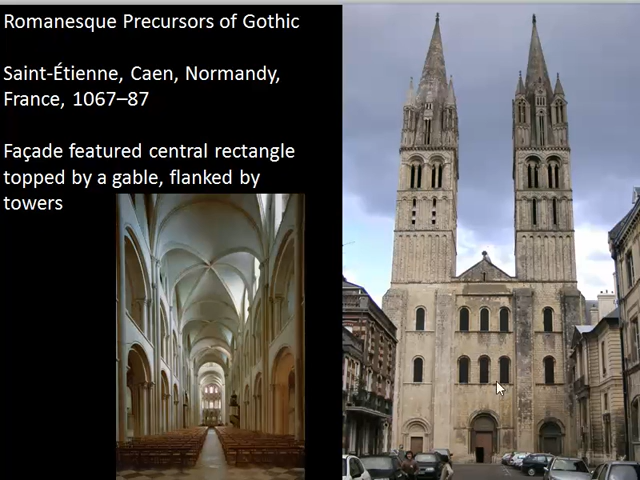 Romanesque Precursors of Gothic
Saint-Étienne, Caen, Normandy,
France, 1067–87
Façade featured central rectangle
topped by a gable, flanked by
towers